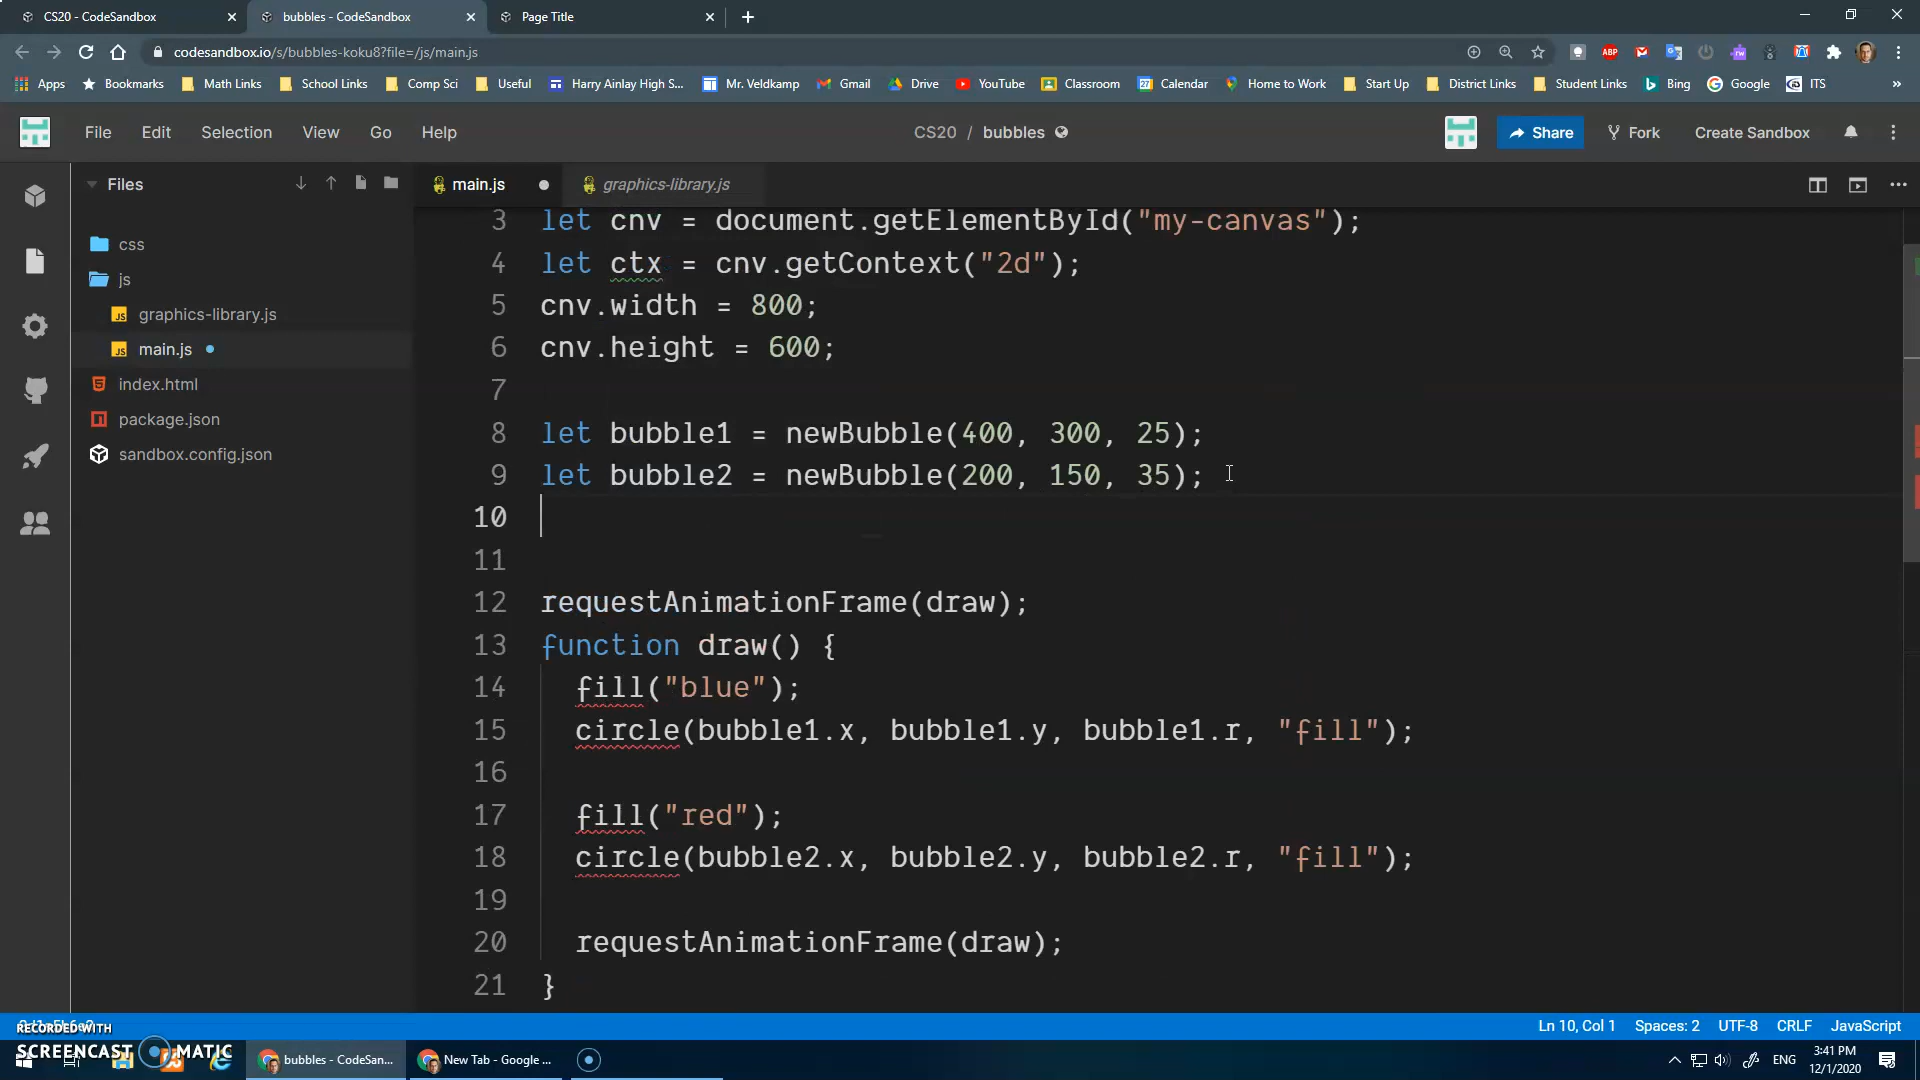 CS20 - CodeSandbox
bubbles - CodeSandbox
Page Title
codesandbox.io/s/bubbles-koku8?file=/js/main.js
ABP
Apps
Bookmarks
Math Links
School Links
Comp Sci
Useful
Harry Ainlay High S...
Mr. Veldkamp
Gmail
Drive
YouTube
Classroom
Calendar
Home to Work
Start Up
District Links
Student Links
Bing
Google
ITS
File Edit Selection View Go Help
CS20 / bubbles
Share
Fork
Create Sandbox
Files
css
js
JS graphics-library.js
JS main.js
index.html
package.json
sandbox.config.json
main.js
graphics-library.js
3 let cnv = document.getElementById("my-canvas");
4 let ctx = cnv.getContext("2d");
5 cnv.width = 800;
6 cnv.height = 600;
7
8 let bubble1 = newBubble(400, 300, 25);
9 let bubble2 = newBubble(200, 150, 35);
10
11
12 requestAnimationFrame(draw);
13 function draw() {
14 fill("blue");
15 circle(bubble1.x, bubble1.y, bubble1.r, "fill");
16
17 fill("red");
18 circle(bubble2.x, bubble2.y, bubble2.r, "fill");
19
20 requestAnimationFrame(draw);
21 }
Ln 10, Col 1
Spaces: 2
UTF-8
CRLF
JavaScript
RECORDED WITH
SCREENCAST MATIC
bubbles - CodeSan...
New Tab - Google ...
ENG
3:41 PM
12/1/2020